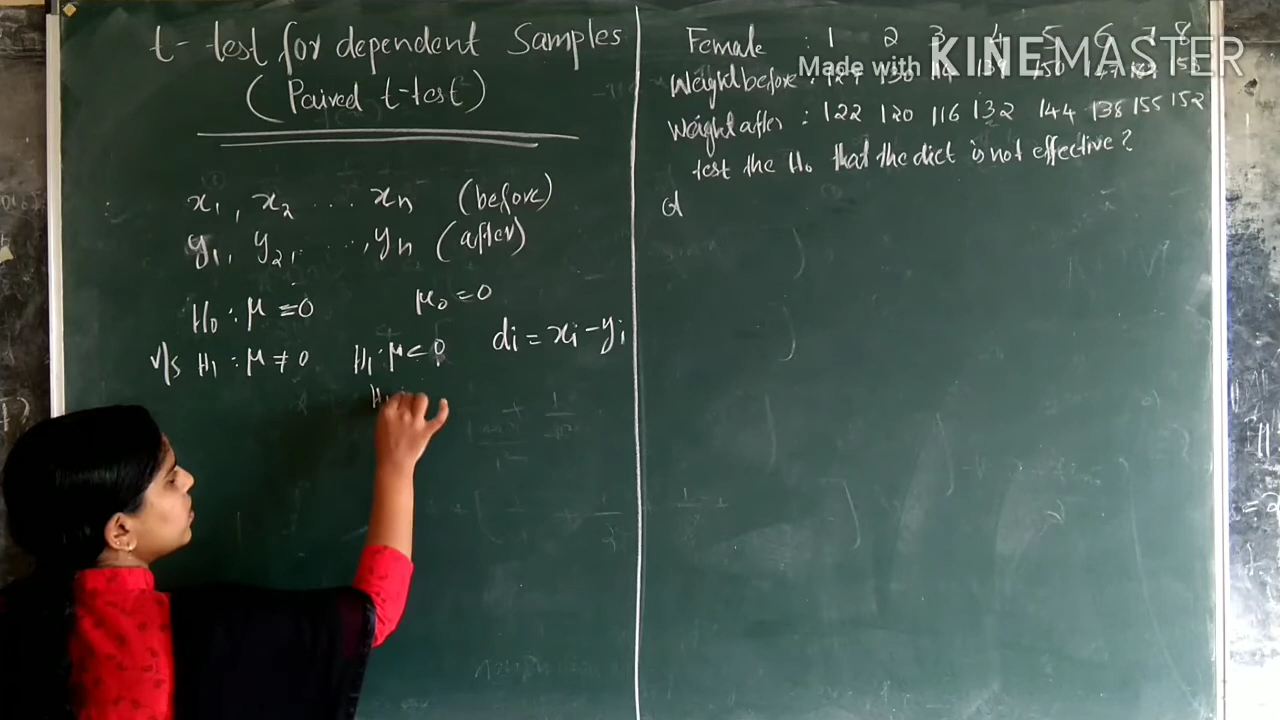 t-test for dependent Samples
(Paired t-test)
x₁, x₂ ... xₙ (before)
y₁, y₂, ..., yₙ (after)
H₀ : μ = 0 μ₀ = 0
v/s H₁ : μ ≠ 0 H₁ : μ < 0 dᵢ = xᵢ - yᵢ
H₁
Female : 1 2 3 4 5 6 7 8
Weight before :
Weight after : 122 120 116 132 144 138 155 152
test the H₀ that the diet is not effective?
d
Made with KINEMASTER